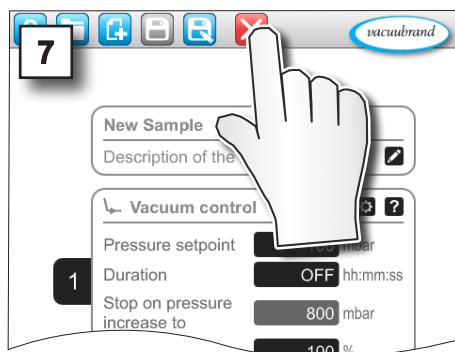 7
vacuubrand
New Sample
Description of the
Vacuum control
?
Pressure setpoint
mbar
1
Duration OFF hh:mm:ss
Stop on pressure
increase to
800 mbar
100 %